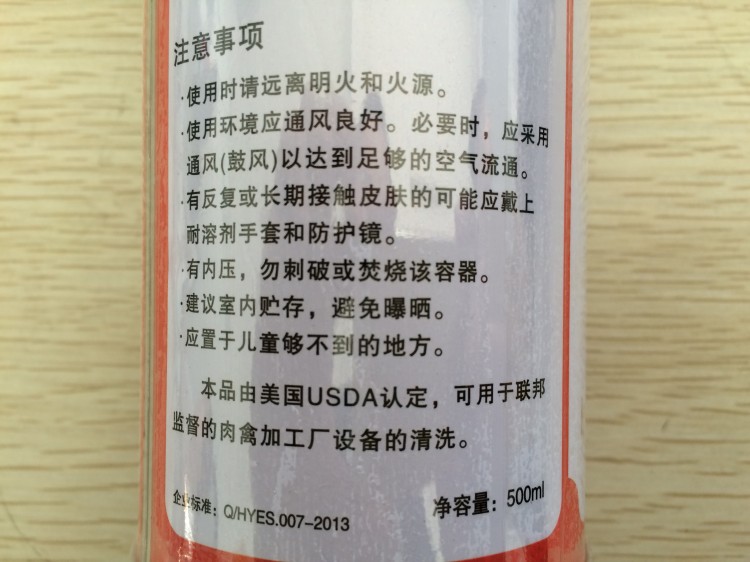 注意事项
·使用时请远离明火和火源。
·使用环境应通风良好。必要时，应采用
通风(鼓风)以达到足够的空气流通。
·有反复或长期接触皮肤的可能应戴上
耐溶剂手套和防护镜。
·有内压，勿刺破或焚烧该容器。
·建议室内贮存，避免曝晒。
·应置于儿童够不到的地方。
本品由美国USDA认定，可用于联邦
监督的肉禽加工厂设备的清洗。
企业标准：Q/HYES.007-2013
净容量：500ml